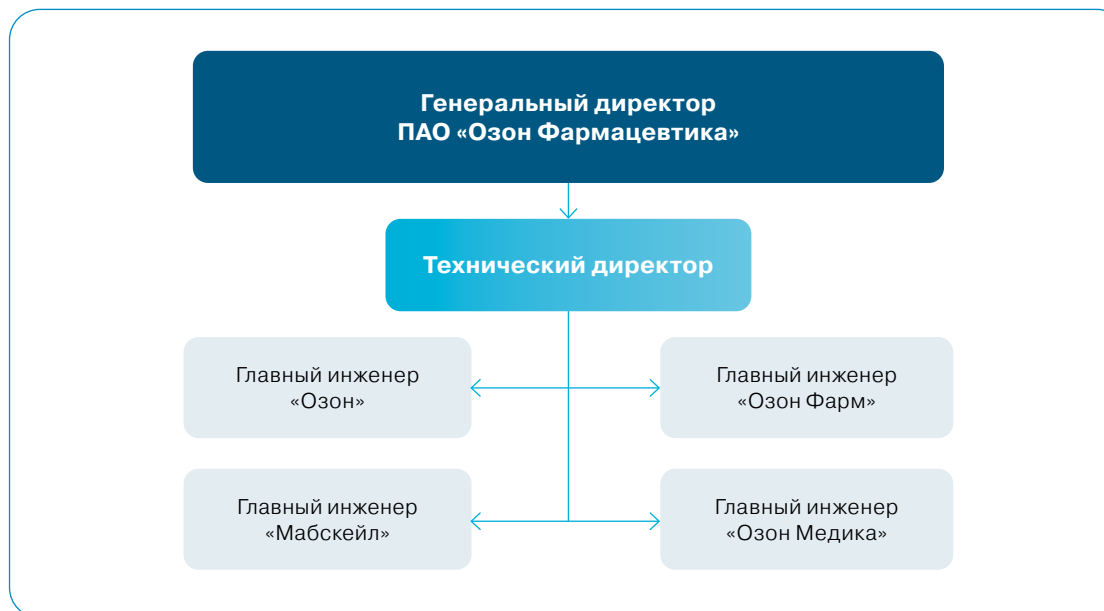 Генеральный директор
ПАО «Озон Фармацевтика»
Технический директор
Главный инженер
«Озон»
Главный инженер
«Озон Фарм»
Главный инженер
«Мабскейл»
Главный инженер
«Озон Медика»